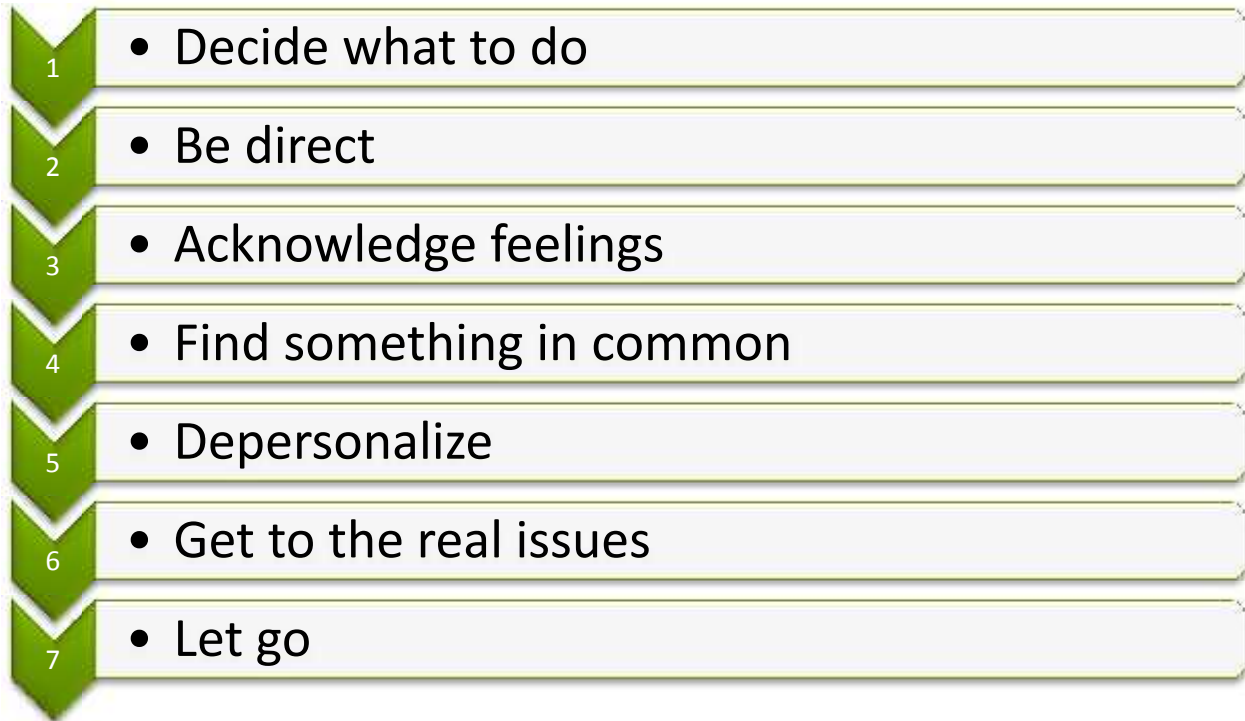 1 • Decide what to do
2 • Be direct
3 • Acknowledge feelings
4 • Find something in common
5 • Depersonalize
6 • Get to the real issues
7 • Let go